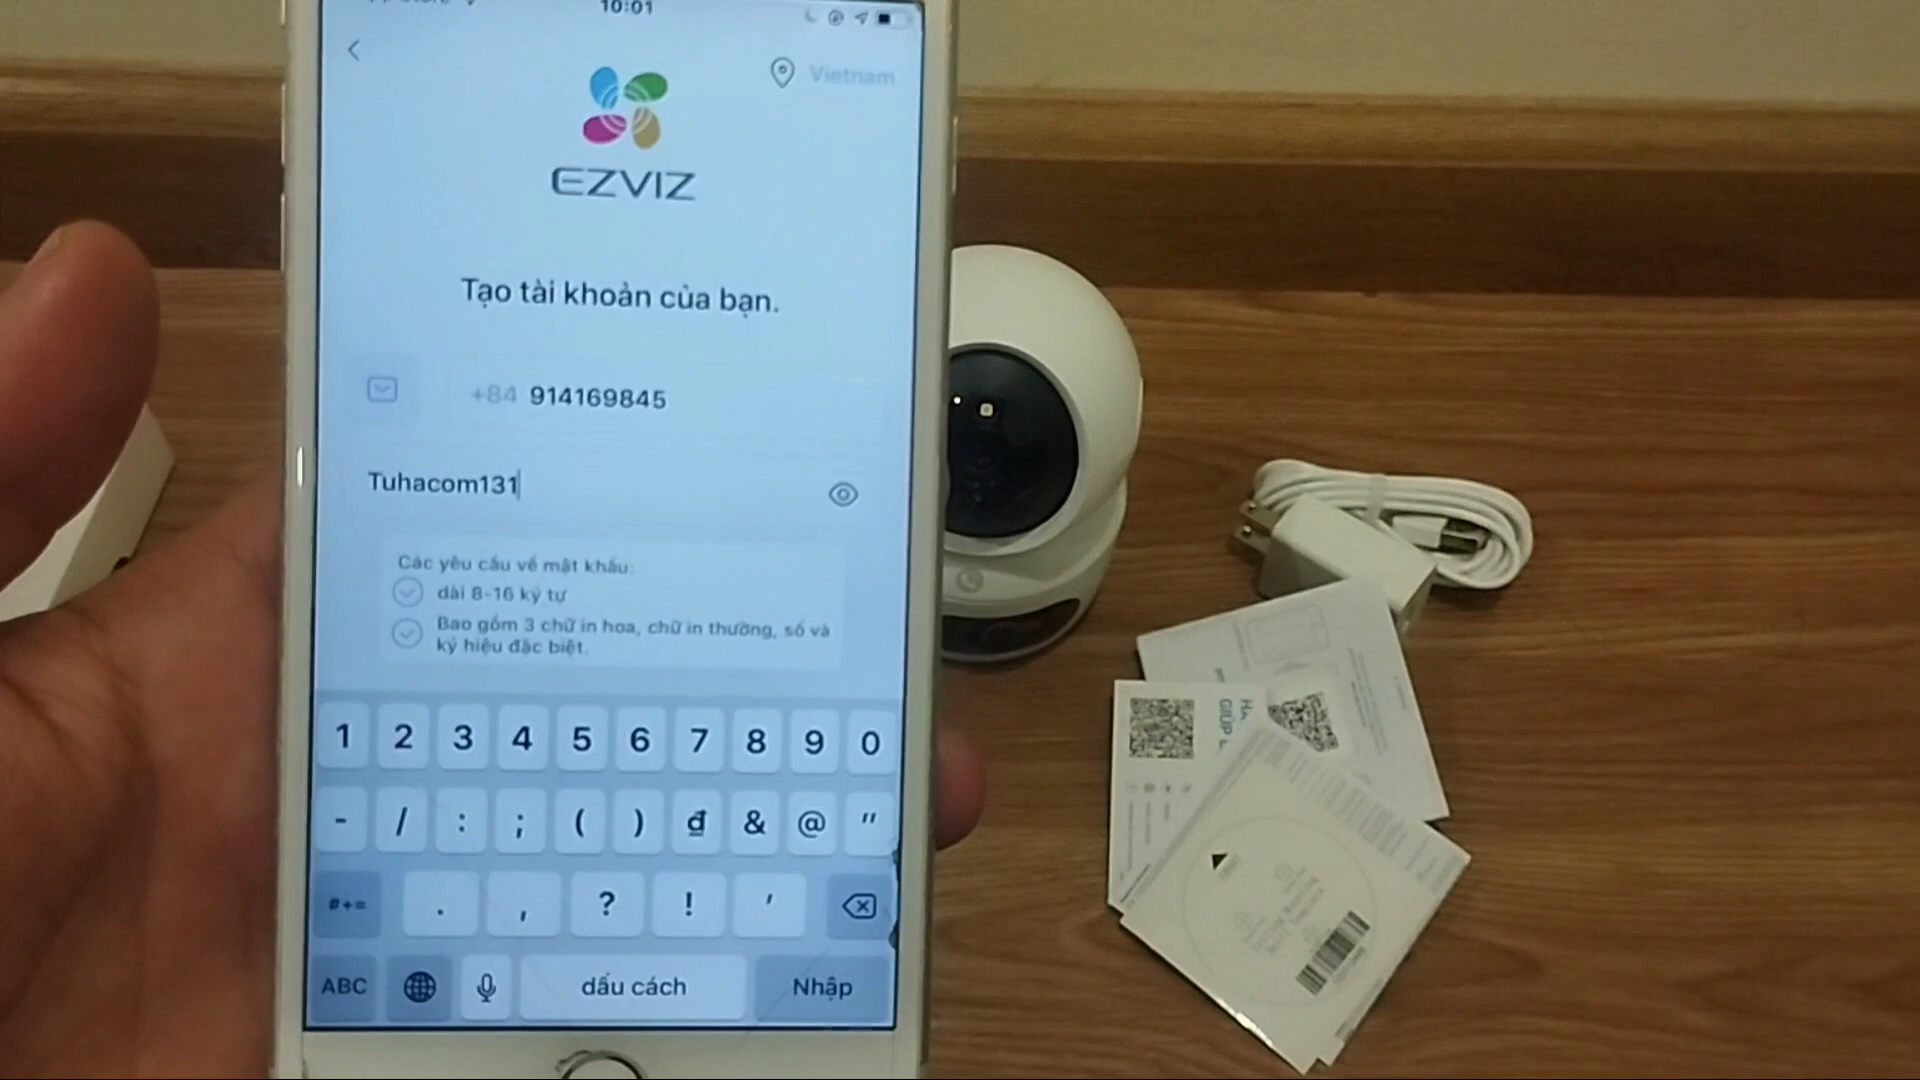 10:01
Vietnam
EZVIZ
Tạo tài khoản của bạn.
+84 914169845
Tuhacom131
Các yêu cầu về mật khẩu:
dài 8-16 ký tự
Bao gồm 3 chữ in hoa, chữ in thường, số và
ký hiệu đặc biệt.
1 2 3 4 5 6 7 8 9 0
- / : ; ( ) ₫ & @ "
#+= . , ? ! '
ABC dấu cách Nhập
GIÚP